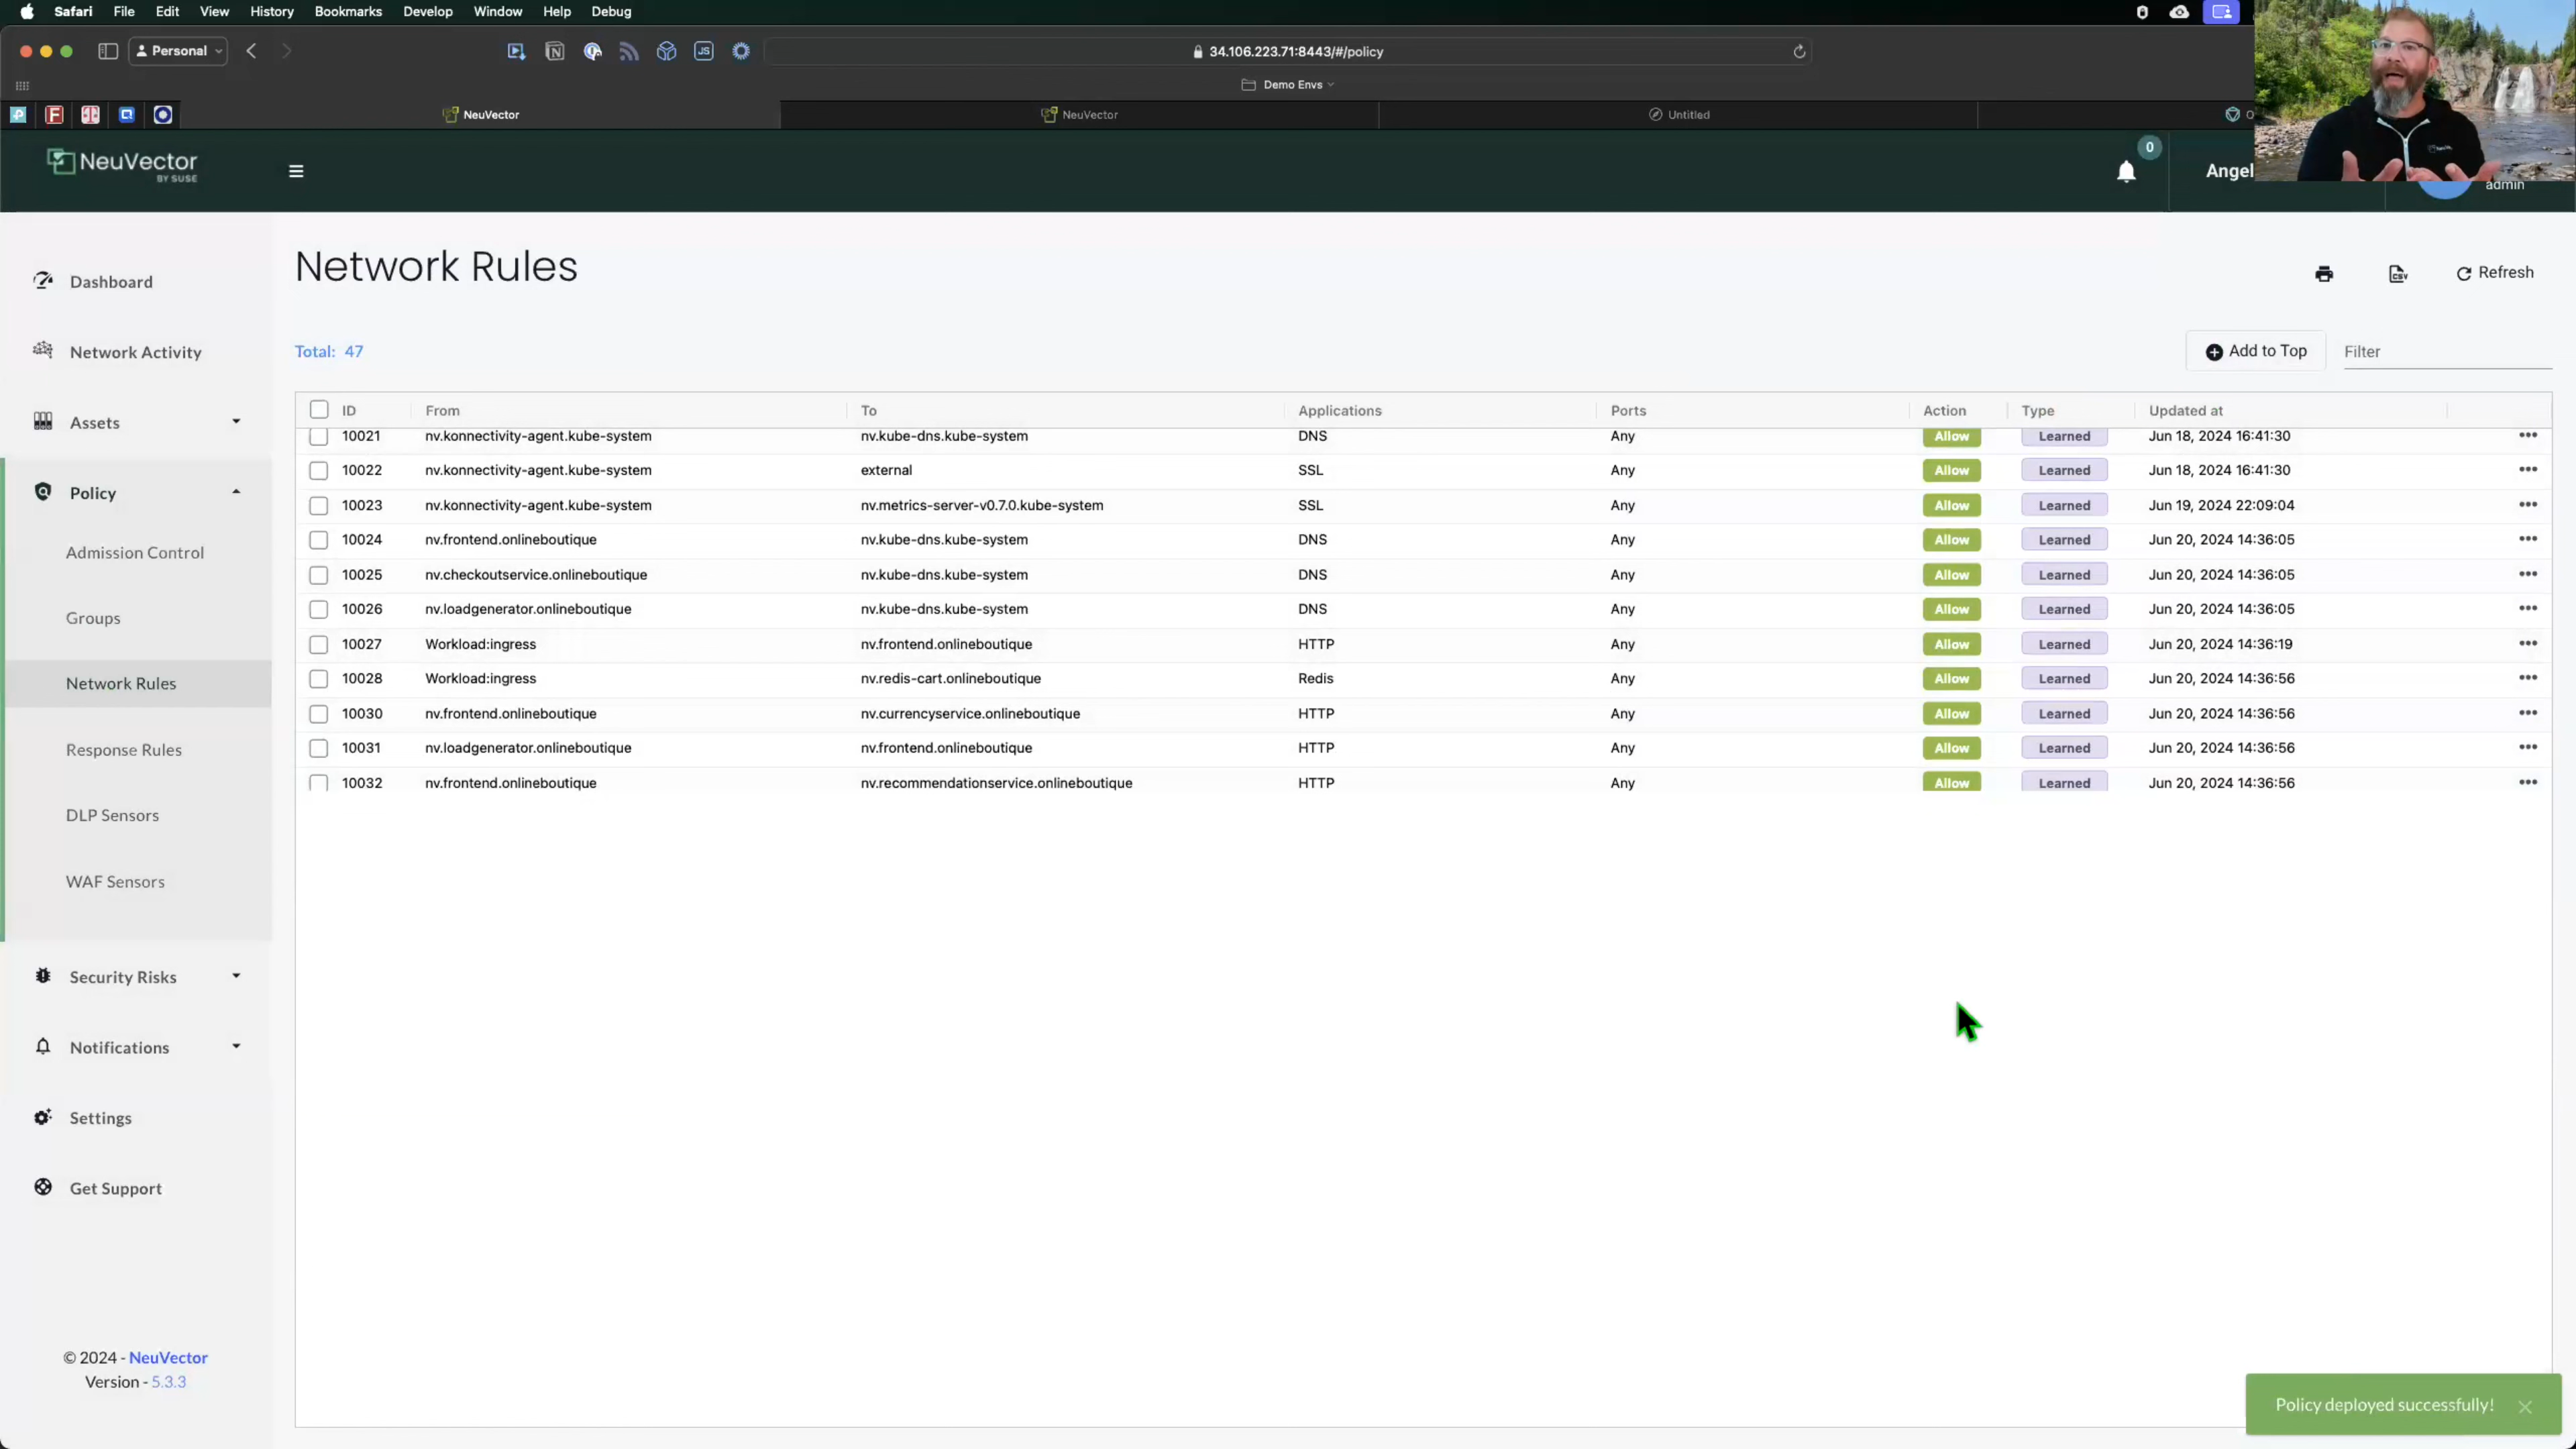 Safari File Edit View History Bookmarks Develop Window Help Debug
Personal
34.106.223.71:8443/#/policy
Demo Envs
NeuVector
NeuVector
Untitled
NeuVector
BY SUSE
0
Angel
admin
Dashboard
Network Activity
Assets
Policy
Admission Control
Groups
Network Rules
Response Rules
DLP Sensors
WAF Sensors
Security Risks
Notifications
Settings
Get Support
© 2024 - NeuVector
Version - 5.3.3
Network Rules
Refresh
Total: 47
Add to Top
Filter
ID From To Applications Ports Action Type Updated at
10021 nv.konnectivity-agent.kube-system nv.kube-dns.kube-system DNS Any Allow Learned Jun 18, 2024 16:41:30
10022 nv.konnectivity-agent.kube-system external SSL Any Allow Learned Jun 18, 2024 16:41:30
10023 nv.konnectivity-agent.kube-system nv.metrics-server-v0.7.0.kube-system SSL Any Allow Learned Jun 19, 2024 22:09:04
10024 nv.frontend.onlineboutique nv.kube-dns.kube-system DNS Any Allow Learned Jun 20, 2024 14:36:05
10025 nv.checkoutservice.onlineboutique nv.kube-dns.kube-system DNS Any Allow Learned Jun 20, 2024 14:36:05
10026 nv.loadgenerator.onlineboutique nv.kube-dns.kube-system DNS Any Allow Learned Jun 20, 2024 14:36:05
10027 Workload:ingress nv.frontend.onlineboutique HTTP Any Allow Learned Jun 20, 2024 14:36:19
10028 Workload:ingress nv.redis-cart.onlineboutique Redis Any Allow Learned Jun 20, 2024 14:36:56
10030 nv.frontend.onlineboutique nv.currencyservice.onlineboutique HTTP Any Allow Learned Jun 20, 2024 14:36:56
10031 nv.loadgenerator.onlineboutique nv.frontend.onlineboutique HTTP Any Allow Learned Jun 20, 2024 14:36:56
10032 nv.frontend.onlineboutique nv.recommendationservice.onlineboutique HTTP Any Allow Learned Jun 20, 2024 14:36:56
Policy deployed successfully!